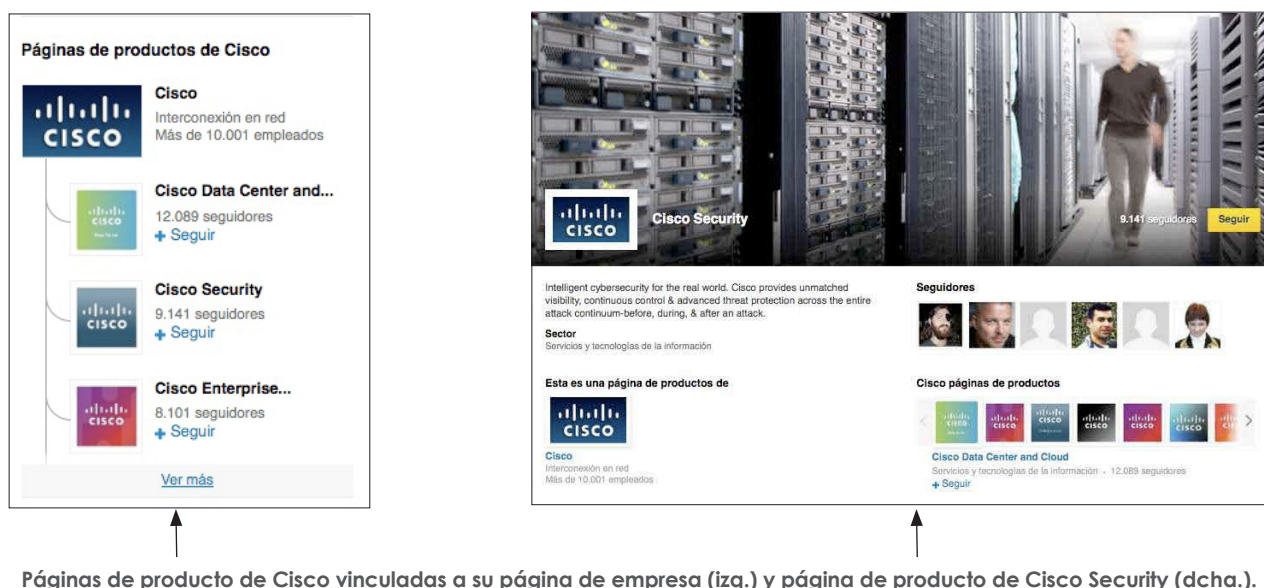 Páginas de productos de Cisco
CISCO
Cisco
Interconexión en red
Más de 10.001 empleados
CISCO
Cisco Data Center and...
12.089 seguidores
+ Seguir
CISCO
Cisco Security
9.141 seguidores
+ Seguir
CISCO
Cisco Enterprise...
8.101 seguidores
+ Seguir
Ver más
CISCO
Cisco Security
9.141 seguidores
Seguir
Intelligent cybersecurity for the real world. Cisco provides unmatched
visibility, continuous control & advanced threat protection across the entire
attack continuum-before, during, & after an attack.
Sector
Servicios y tecnologías de la información
Seguidores
Esta es una página de productos de
CISCO
Cisco
Interconexión en red
Más de 10.001 empleados
Cisco páginas de productos
CISCO CISCO CISCO CISCO CISCO CISCO
Cisco Data Center and Cloud
Servicios y tecnologías de la información · 12.089 seguidores
+ Seguir
Páginas de producto de Cisco vinculadas a su página de empresa (izq.) y página de producto de Cisco Security (dcha.).